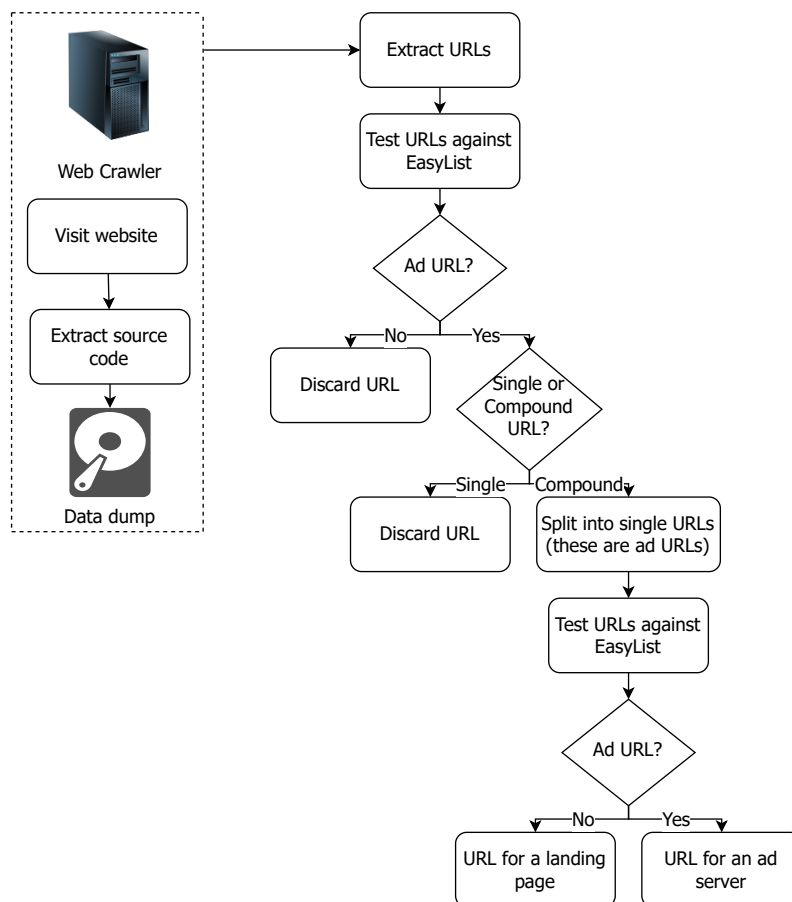 Web Crawler
Visit website
Extract source
code
Data dump
Extract URLs
Test URLs against
EasyList
Ad URL?
No
Yes
Discard URL
Single or
Compound
URL?
Single
Compound
Discard URL
Split into single URLs
(these are ad URLs)
Test URLs against
EasyList
Ad URL?
No
Yes
URL for a landing
page
URL for an ad
server